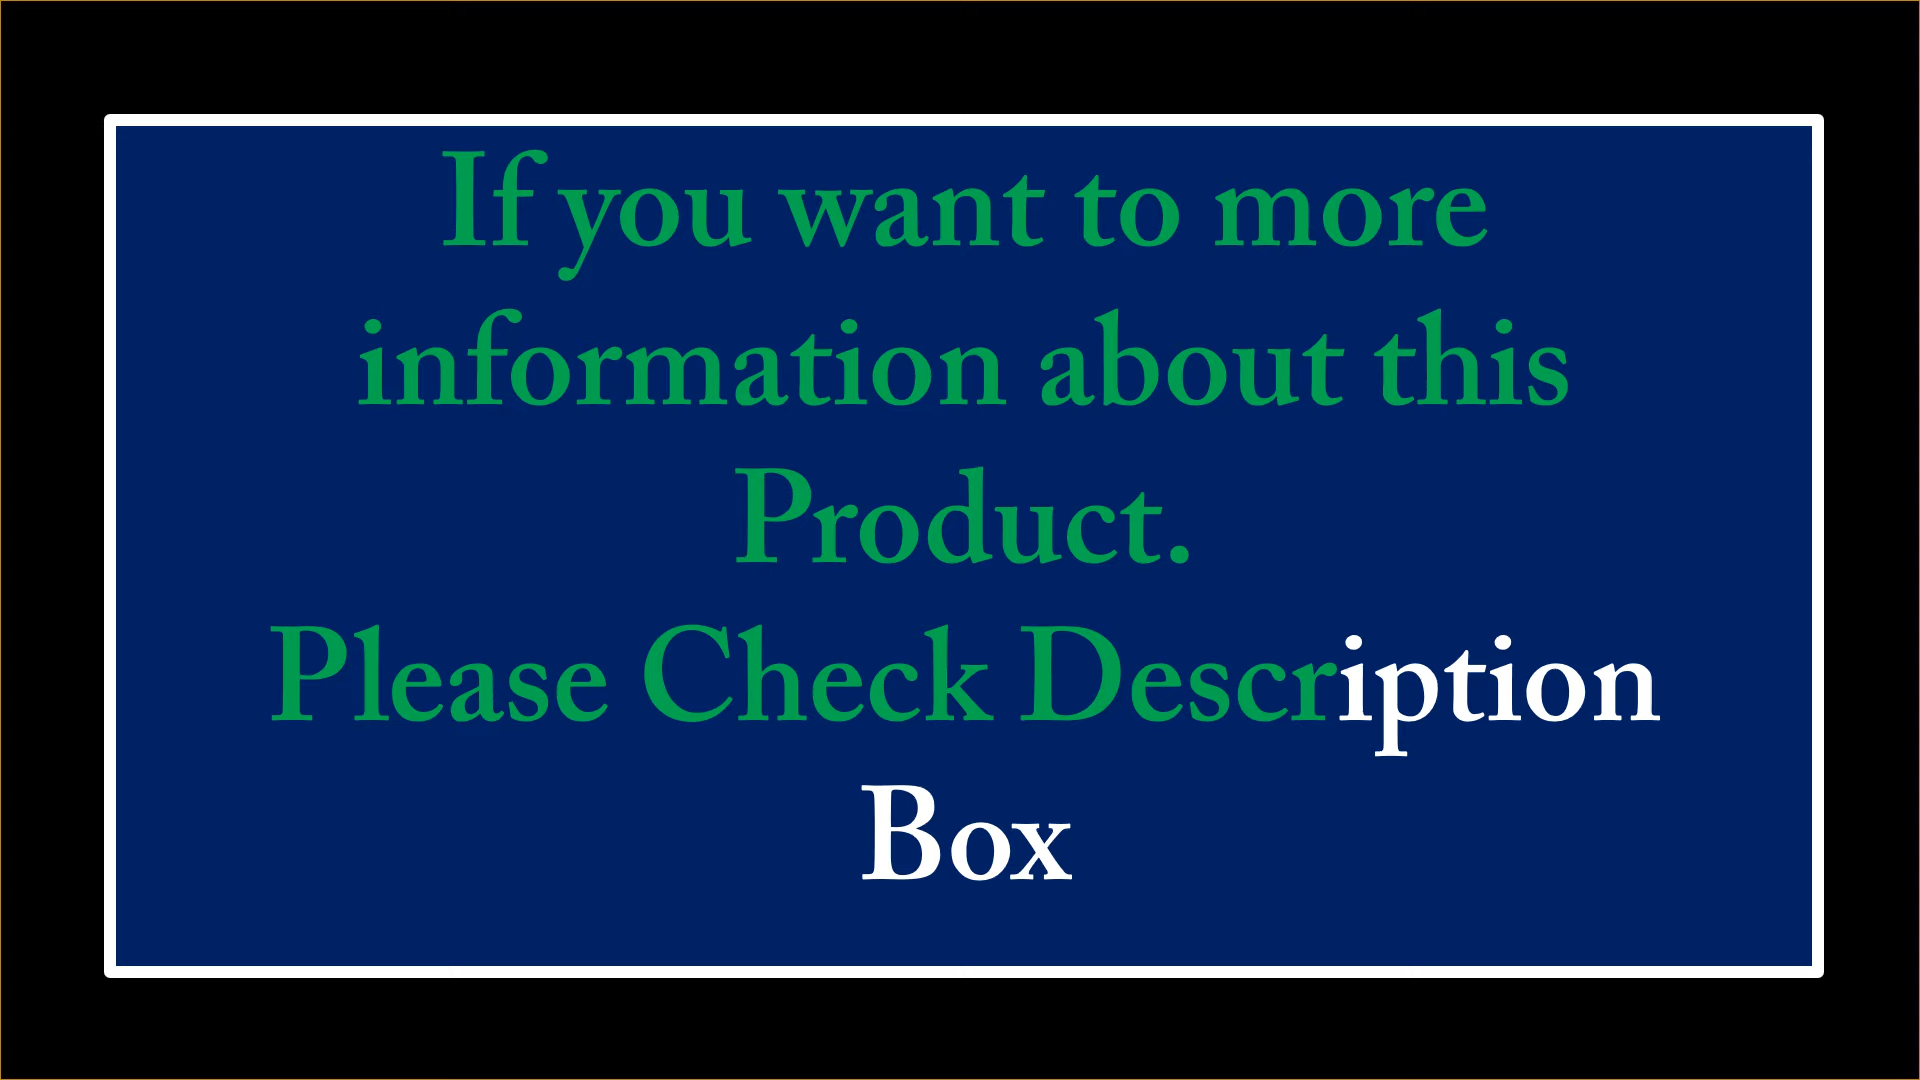 If you want to more
information about this
Product.
Please Check Description
Box